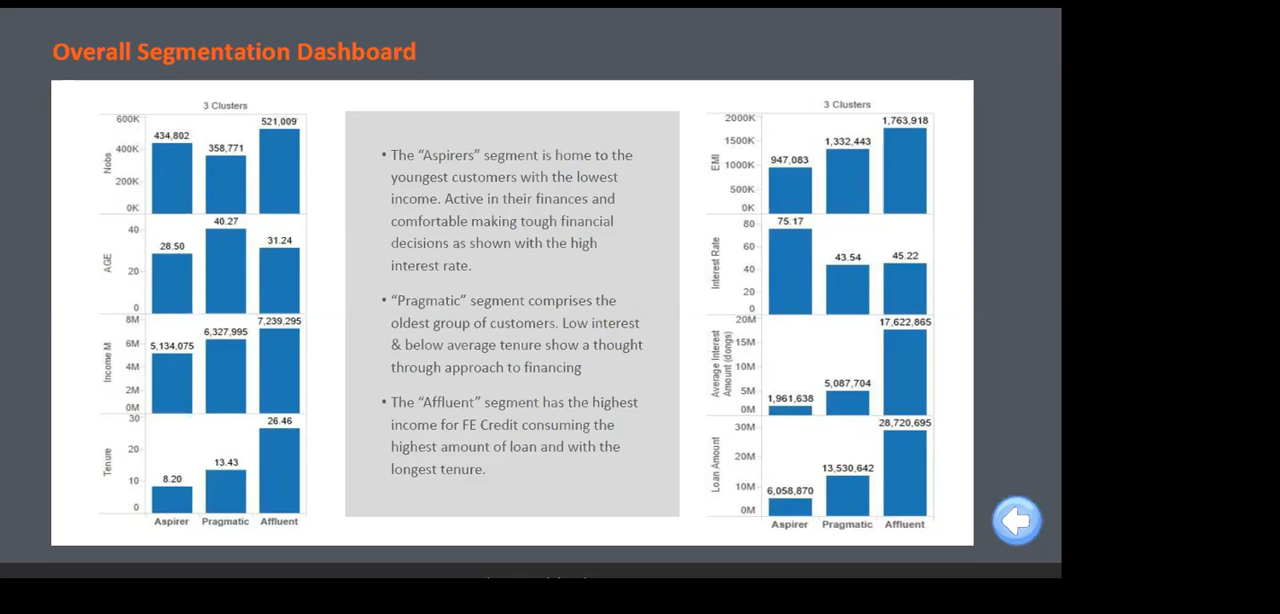 Overall Segmentation Dashboard
3 Clusters
Nobs
600K
400K
200K
0K
434,802
358,771
521,009
AGE
40
20
0
28.50
40.27
31.24
Income M
8M
6M
4M
2M
0M
5,134,075
6,327,995
7,239,295
Tenure
30
20
10
0
8.20
13.43
26.46
Aspirer Pragmatic Affluent
• The “Aspirers” segment is home to the
youngest customers with the lowest
income. Active in their finances and
comfortable making tough financial
decisions as shown with the high
interest rate.
• “Pragmatic” segment comprises the
oldest group of customers. Low interest
& below average tenure show a thought
through approach to financing
• The “Affluent” segment has the highest
income for FE Credit consuming the
highest amount of loan and with the
longest tenure.
3 Clusters
EMI
2000K
1500K
1000K
500K
0K
947,083
1,332,443
1,763,918
Interest Rate
80
60
40
20
0
75.17
43.54
45.22
Average Interest
Amount (dongs)
20M
15M
10M
5M
0M
1,961,638
5,087,704
17,622,865
Loan Amount
30M
20M
10M
0M
6,058,870
13,530,642
28,720,695
Aspirer Pragmatic Affluent